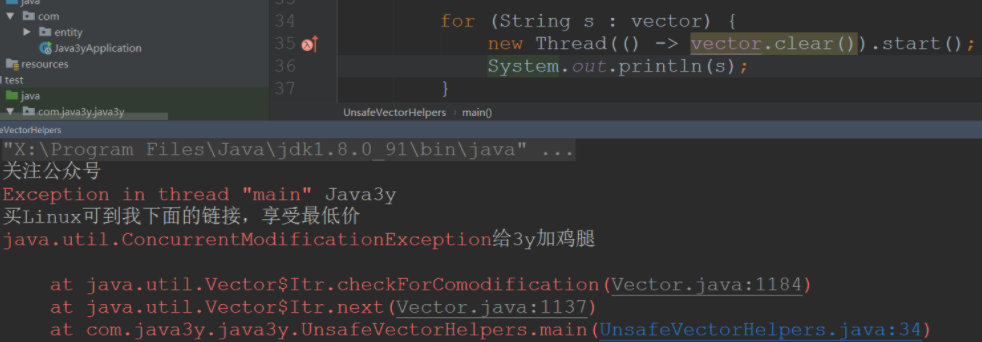 java
com
entity
Java3yApplication
resources
test
java
com.java3y.java3y
34 for (String s : vector) {
35 new Thread(() -> vector.clear()).start();
36 System.out.println(s);
37 }
UnsafeVectorHelpers main()
eVectorHelpers
"X:\Program Files\Java\jdk1.8.0_91\bin\java" ...
关注公众号
Exception in thread "main" Java3y
买Linux可到我下面的链接，享受最低价
java.util.ConcurrentModificationException给3y加鸡腿
at java.util.Vector$Itr.checkForComodification(Vector.java:1184)
at java.util.Vector$Itr.next(Vector.java:1137)
at com.java3y.java3y.UnsafeVectorHelpers.main(UnsafeVectorHelpers.java:34)